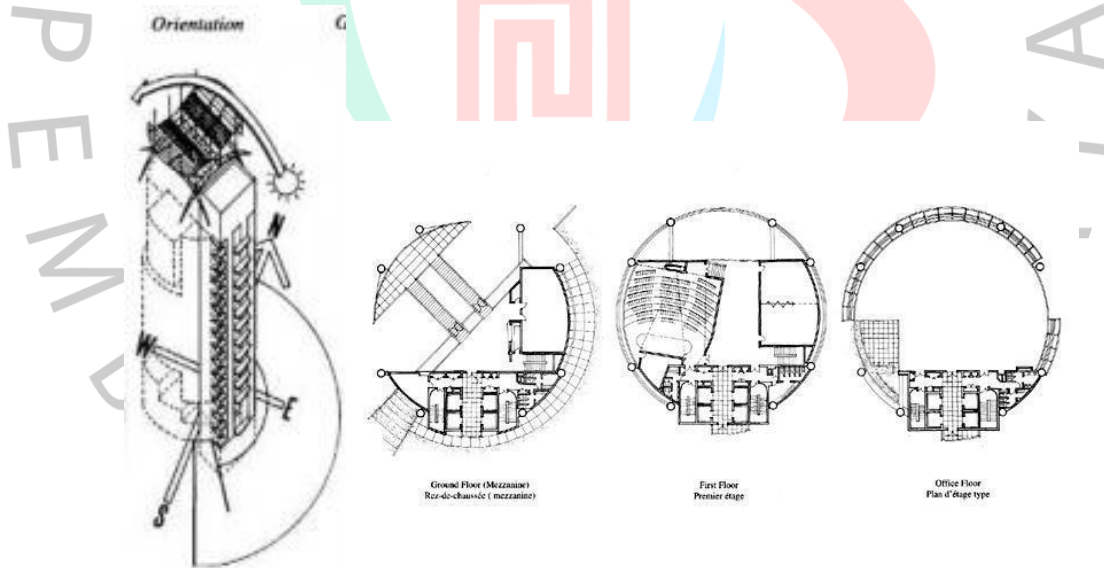 Orientation
N
W
E
S
Ground Floor (Mezzanine)
Rez-de-chaussée ( mezzanine)
First Floor
Premier étage
Office Floor
Plan d'étage type
P
E
M